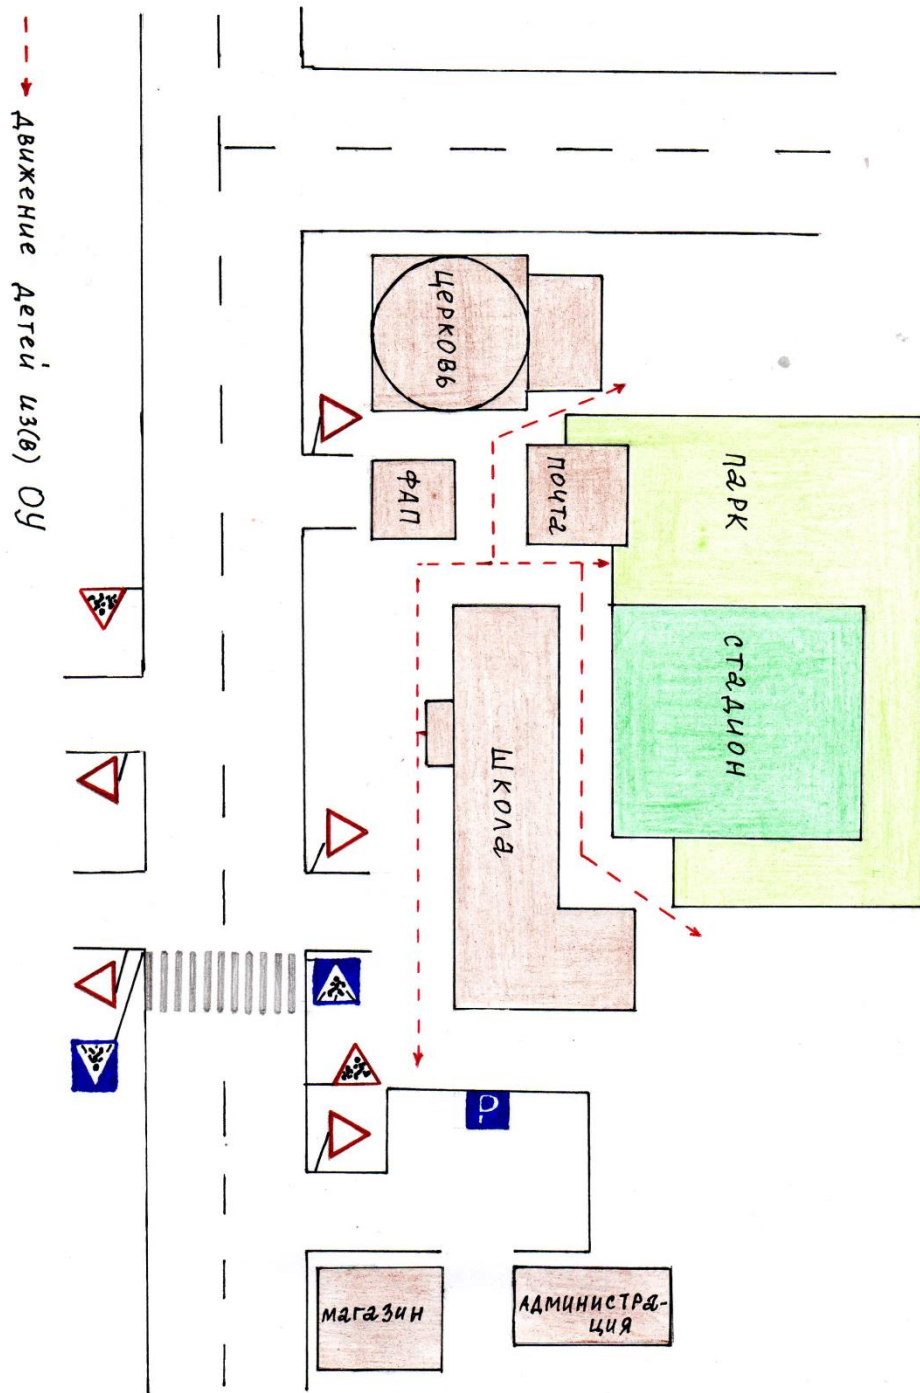 движение детей из(в) ОУ
Церковь
ФАП
почта
парк
стадион
школа
P
магазин
Администра-
ция